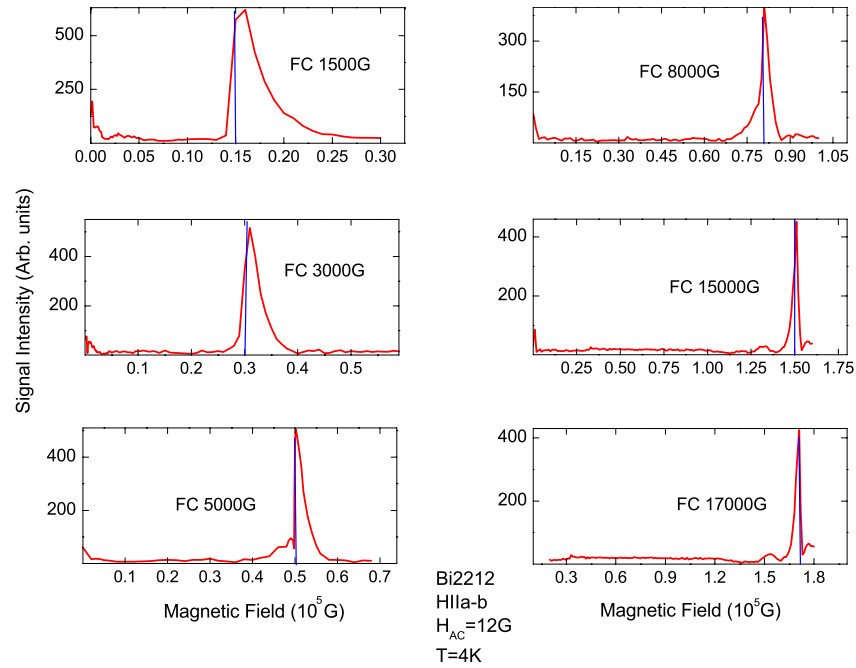 500
250
FC 1500G
0.00 0.05 0.10 0.15 0.20 0.25 0.30
300
150
FC 8000G
0.15 0.30 0.45 0.60 0.75 0.90 1.05
Signal Intensity (Arb. units)
400
200
FC 3000G
0.1 0.2 0.3 0.4 0.5
400
200
FC 15000G
0.25 0.50 0.75 1.00 1.25 1.50 1.75
400
200
FC 5000G
0.1 0.2 0.3 0.4 0.5 0.6 0.7
Magnetic Field (10^5 G)
400
200
FC 17000G
0.3 0.6 0.9 1.2 1.5 1.8
Magnetic Field (10^5 G)
Bi2212
HIIa-b
H_AC=12G
T=4K